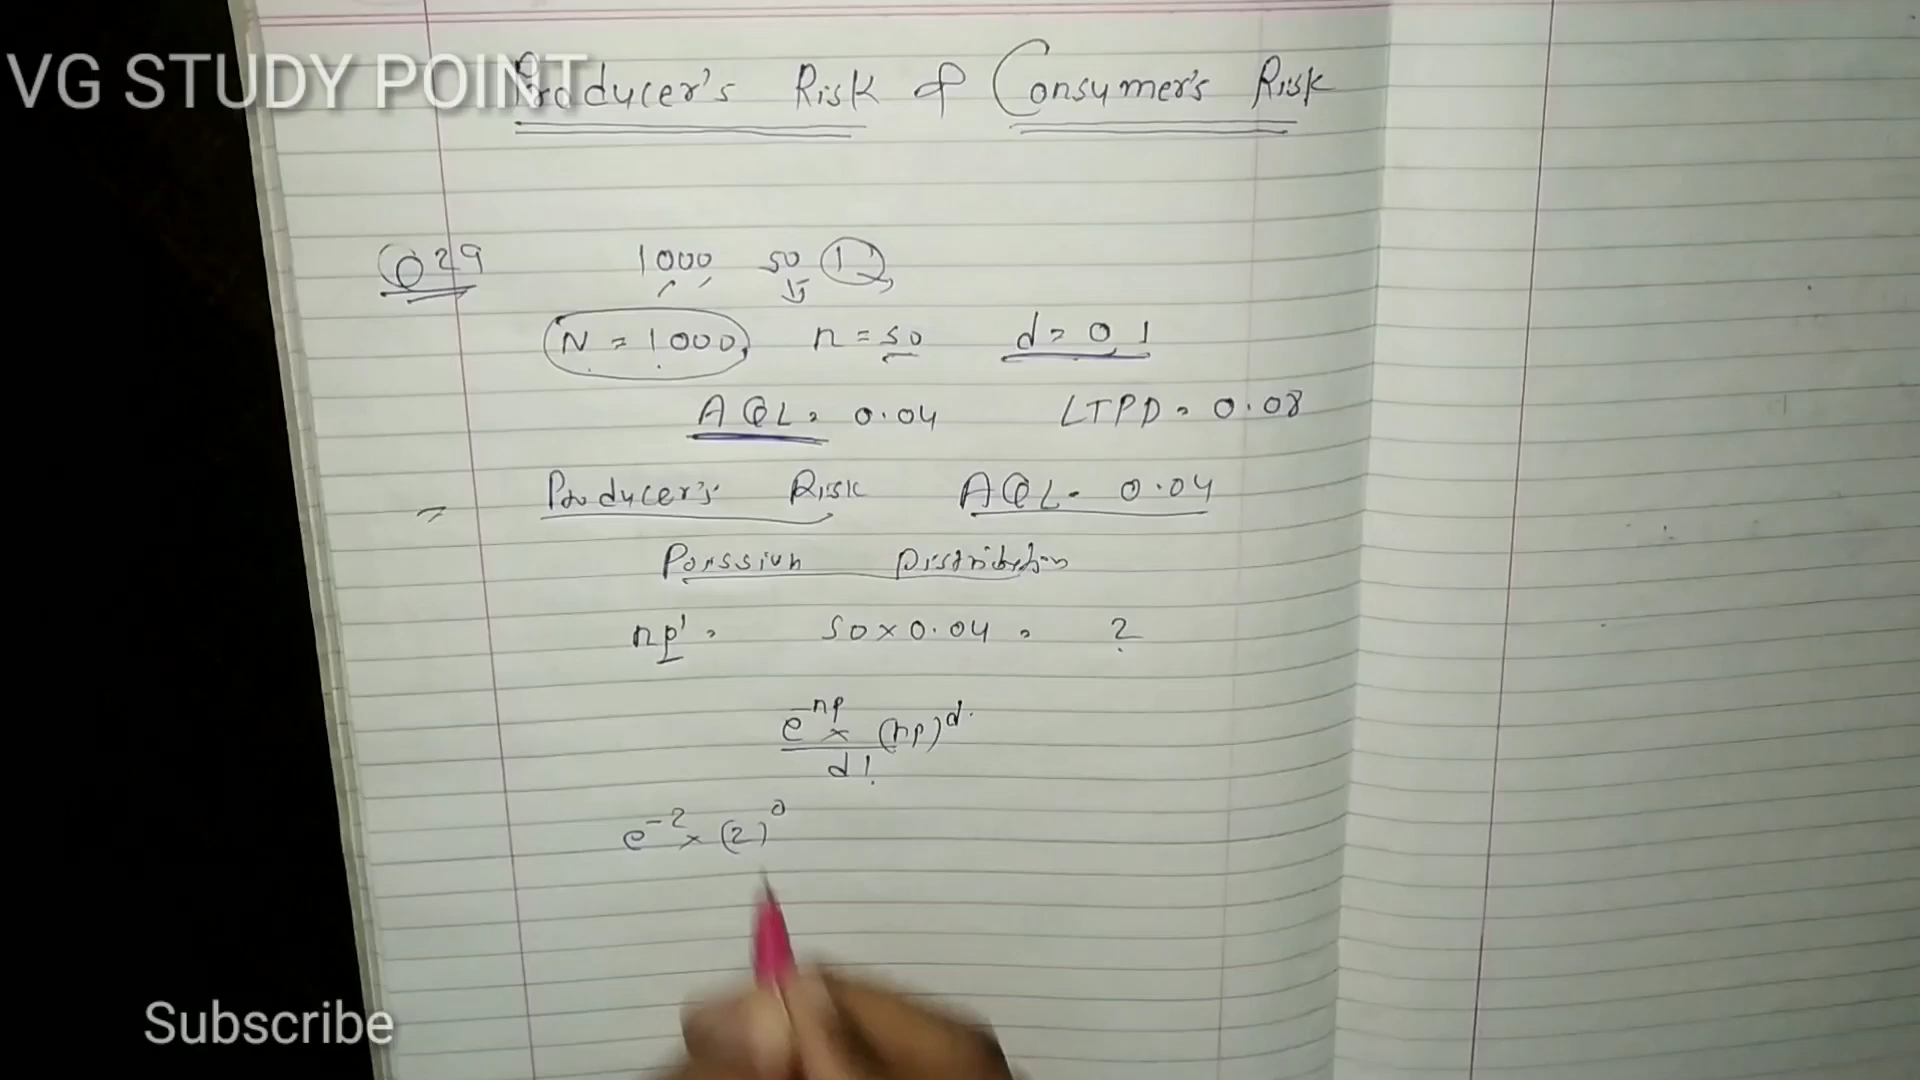 VG STUDY POINT
Producer's Risk & Consumer's Risk
Q29 1000 50 1
N = 1000, n = 50 d = 0, 1
AQL = 0.04 LTPD = 0.08
= Producer's Risk AQL = 0.04
Poissiun Distribution
np' = 50 × 0.04 = 2
e^-np × (np)^d
d!
e^-2 × (2)^0
Subscribe